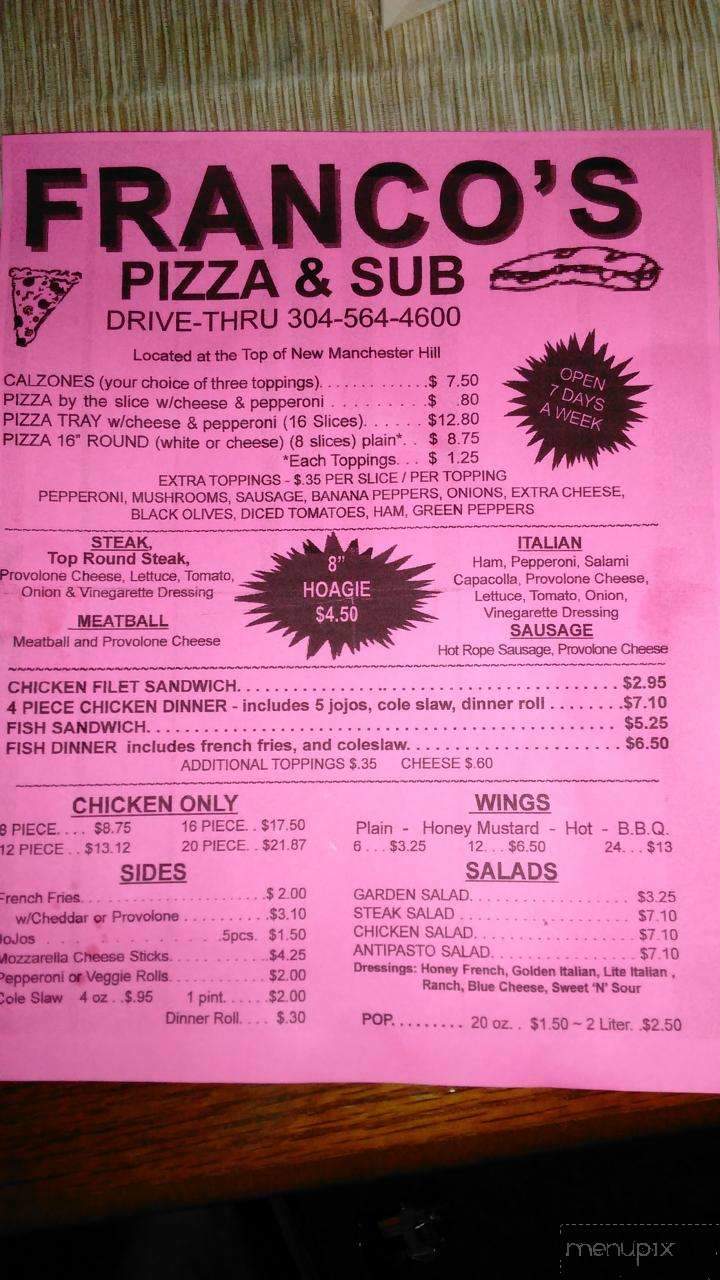 FRANCO'S
PIZZA & SUB
DRIVE-THRU 304-564-4600
Located at the Top of New Manchester Hill
OPEN
7 DAYS
A WEEK
CALZONES (your choice of three toppings). . . . . . . . . . . .$ 7.50
PIZZA by the slice w/cheese & pepperoni . . . . . . . . . . . $ .80
PIZZA TRAY w/cheese & pepperoni (16 Slices). . . . . . $12.80
PIZZA 16" ROUND (white or cheese) (8 slices) plain*. . $ 8.75
*Each Toppings. . . $ 1.25
EXTRA TOPPINGS - $.35 PER SLICE / PER TOPPING
PEPPERONI, MUSHROOMS, SAUSAGE, BANANA PEPPERS, ONIONS, EXTRA CHEESE,
BLACK OLIVES, DICED TOMATOES, HAM, GREEN PEPPERS
STEAK,
Top Round Steak,
Provolone Cheese, Lettuce, Tomato,
Onion & Vinegarette Dressing
MEATBALL
Meatball and Provolone Cheese
8"
HOAGIE
$4.50
ITALIAN
Ham, Pepperoni, Salami
Capacolla, Provolone Cheese,
Lettuce, Tomato, Onion,
Vinegarette Dressing
SAUSAGE
Hot Rope Sausage, Provolone Cheese
CHICKEN FILET SANDWICH. . . . . . . . . . . . . . . . . . . . . . . . $2.95
4 PIECE CHICKEN DINNER - includes 5 jojos, cole slaw, dinner roll . . . . . . . .$7.10
FISH SANDWICH. . . . . . . . . . . . . . . . . . . . . . . . $5.25
FISH DINNER includes french fries, and coleslaw. . . . . . . . . . . . . . . . . . $6.50
ADDITIONAL TOPPINGS $.35 CHEESE $.60
CHICKEN ONLY
8 PIECE. . . . $8.75 16 PIECE. . $17.50
12 PIECE . . $13.12 20 PIECE. . $21.87
SIDES
French Fries. . . . . . . . . . . . . . . . . .$ 2.00
w/Cheddar or Provolone . . . . . . . . .$3.10
JoJos . . . . . . . . . . . . .5pcs. $1.50
Mozzarella Cheese Sticks. . . . . . . . . .$4.25
Pepperoni or Veggie Rolls. . . . . . . . . .$2.00
Cole Slaw 4 oz . .$.95 1 pint. . . . . .$2.00
Dinner Roll. . . . $.30
WINGS
Plain - Honey Mustard - Hot - B.B.Q.
6 . . . $3.25 12. . . $6.50 24. . . $13
SALADS
GARDEN SALAD. . . . . . . . . . . . . . . . . . $3.25
STEAK SALAD . . . . . . . . . . . . . . . . . . . $7.10
CHICKEN SALAD. . . . . . . . . . . . . . . . . . $7.10
ANTIPASTO SALAD. . . . . . . . . . . . . . . . $7.10
Dressings: Honey French, Golden Italian, Lite Italian ,
Ranch, Blue Cheese, Sweet 'N' Sour
POP. . . . . . . . . 20 oz. . $1.50 ~ 2 Liter. .$2.50
menupix